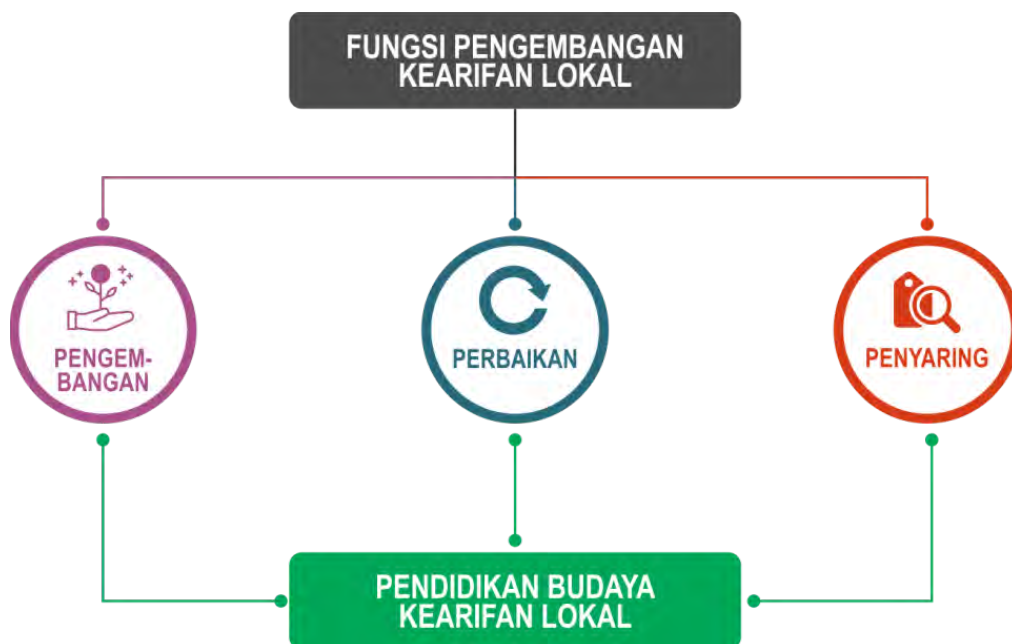 FUNGSI PENGEMBANGAN
KEARIFAN LOKAL
PENGEM-
BANGAN
PERBAIKAN
PENYARING
PENDIDIKAN BUDAYA
KEARIFAN LOKAL